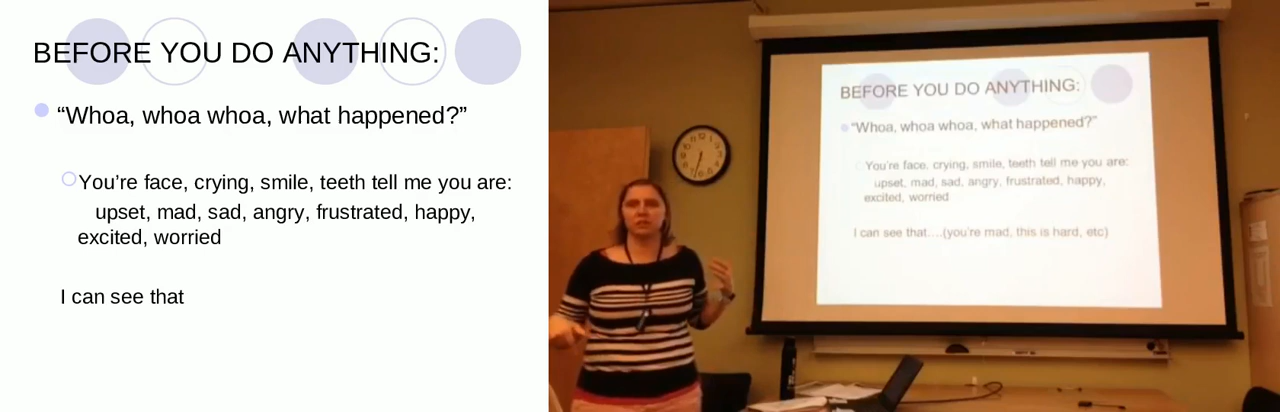 BEFORE YOU DO ANYTHING:
“Whoa, whoa whoa, what happened?”
You’re face, crying, smile, teeth tell me you are:
upset, mad, sad, angry, frustrated, happy,
excited, worried
I can see that
BEFORE YOU DO ANYTHING:
“Whoa, whoa whoa, what happened?”
You’re face, crying, smile, teeth tell me you are:
upset, mad, sad, angry, frustrated, happy,
excited, worried
I can see that....(you’re mad, this is hard, etc)